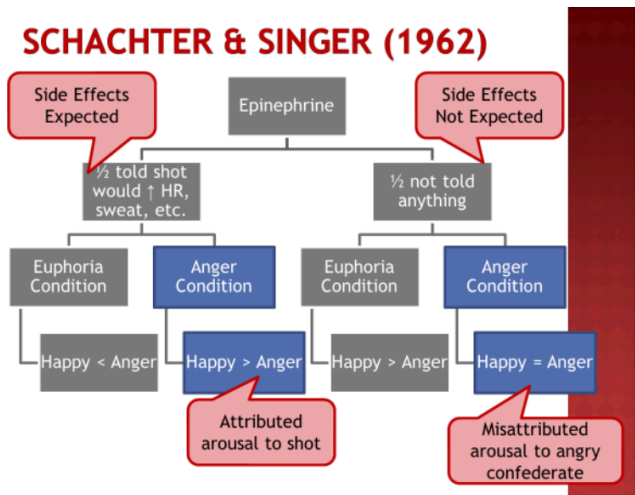 SCHACHTER & SINGER (1962)
Side Effects
Expected
Epinephrine
Side Effects
Not Expected
½ told shot
would ↑ HR,
sweat, etc.
½ not told
anything
Euphoria
Condition
Anger
Condition
Euphoria
Condition
Anger
Condition
Happy < Anger
Happy > Anger
Happy > Anger
Happy = Anger
Attributed
arousal to shot
Misattributed
arousal to angry
confederate